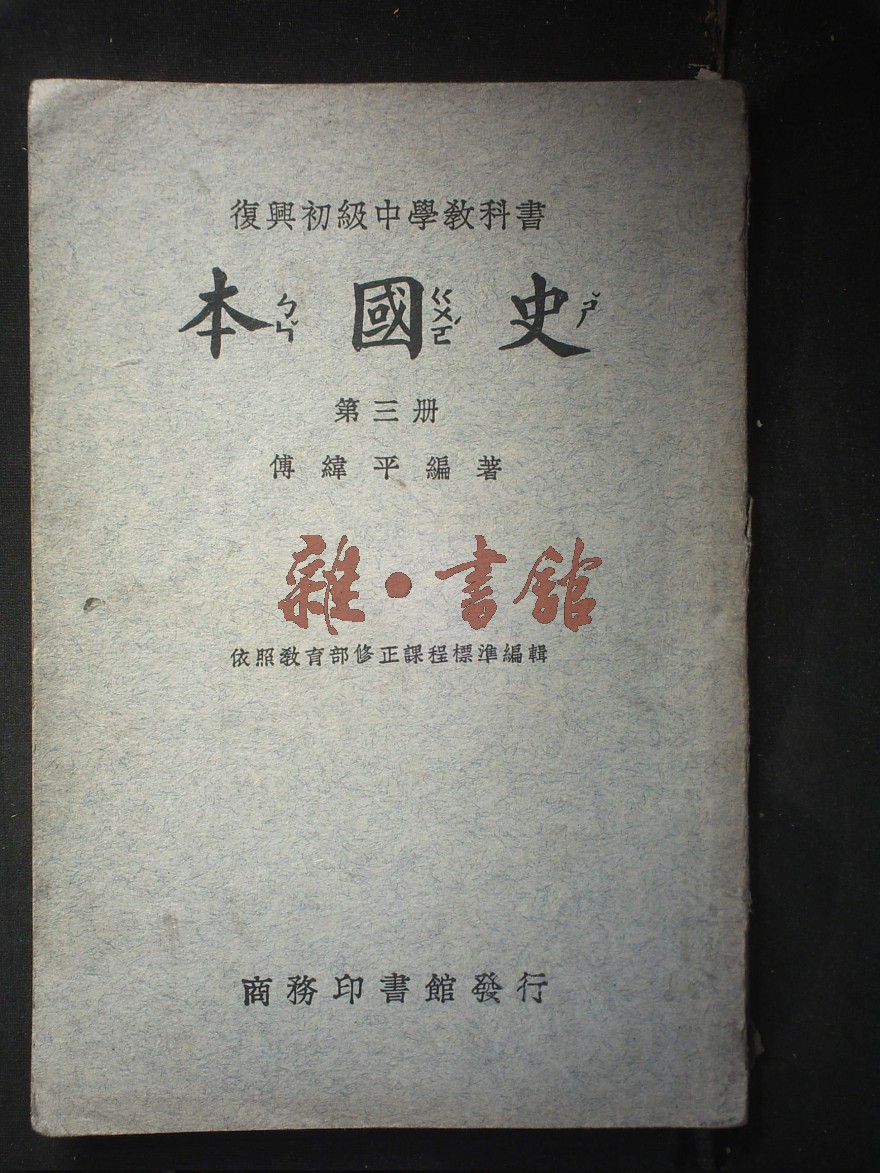 復興初級中學教科書
本ㄅㄣˇ國ㄍㄨㄛˊ史ㄕˇ
第三册
傅緯平編著
雜·書館
依照教育部修正課程標準編輯
商務印書館發行